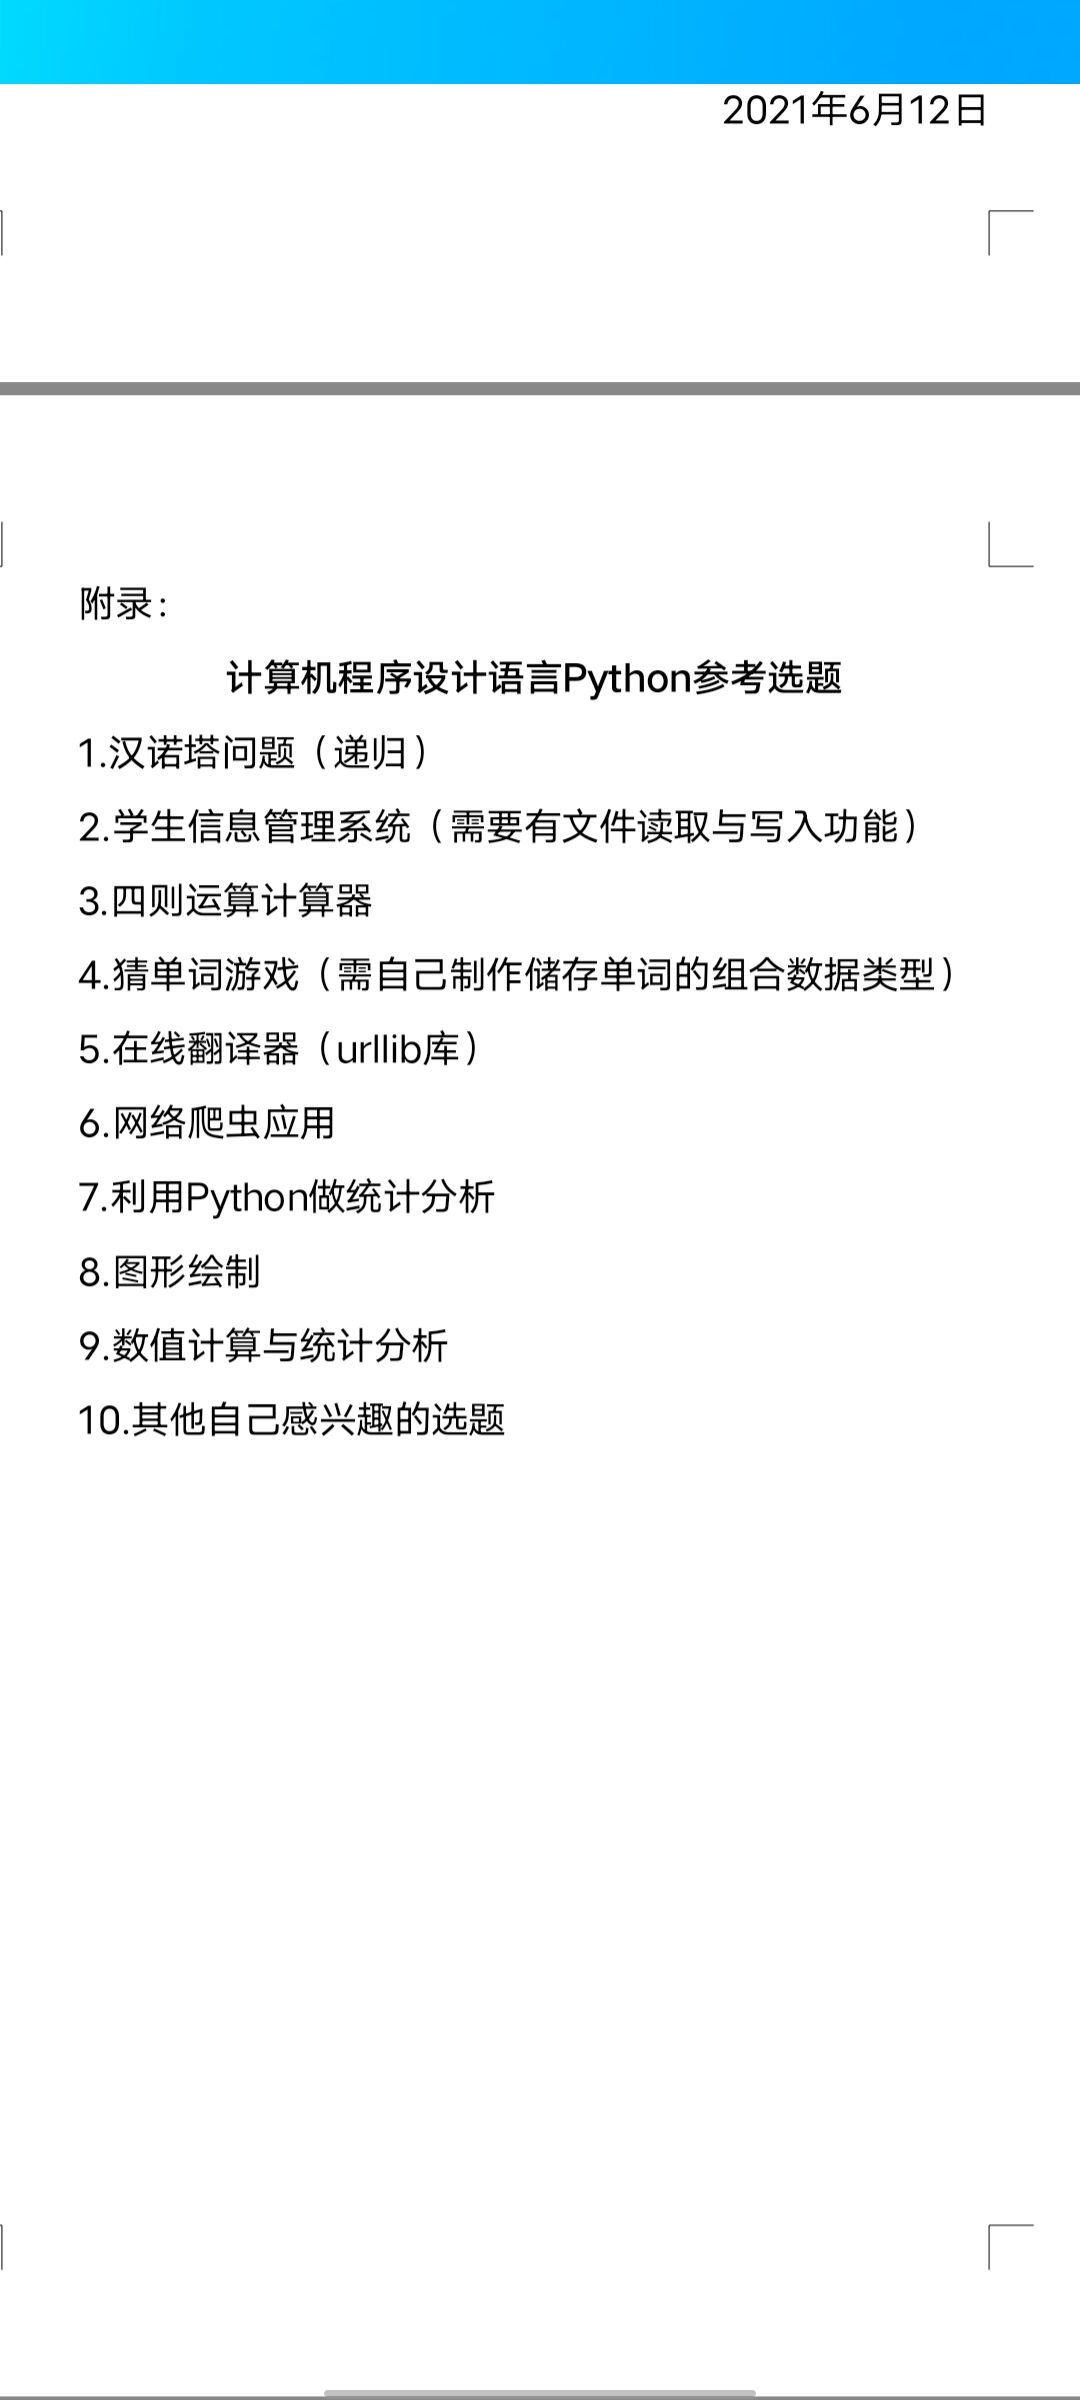 2021年6月12日
附录：
计算机程序设计语言Python参考选题
1.汉诺塔问题（递归）
2.学生信息管理系统（需要有文件读取与写入功能）
3.四则运算计算器
4.猜单词游戏（需自己制作储存单词的组合数据类型）
5.在线翻译器（urllib库）
6.网络爬虫应用
7.利用Python做统计分析
8.图形绘制
9.数值计算与统计分析
10.其他自己感兴趣的选题